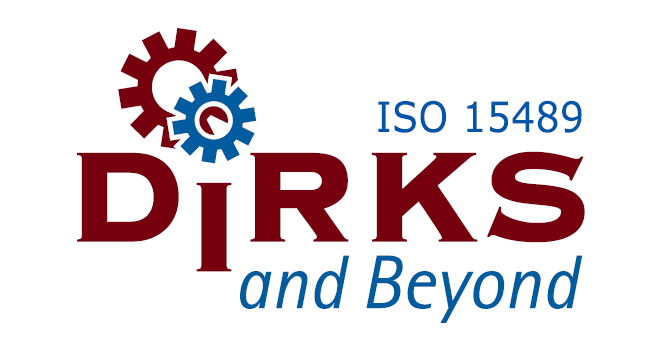 ISO 15489
DiRKS
and Beyond